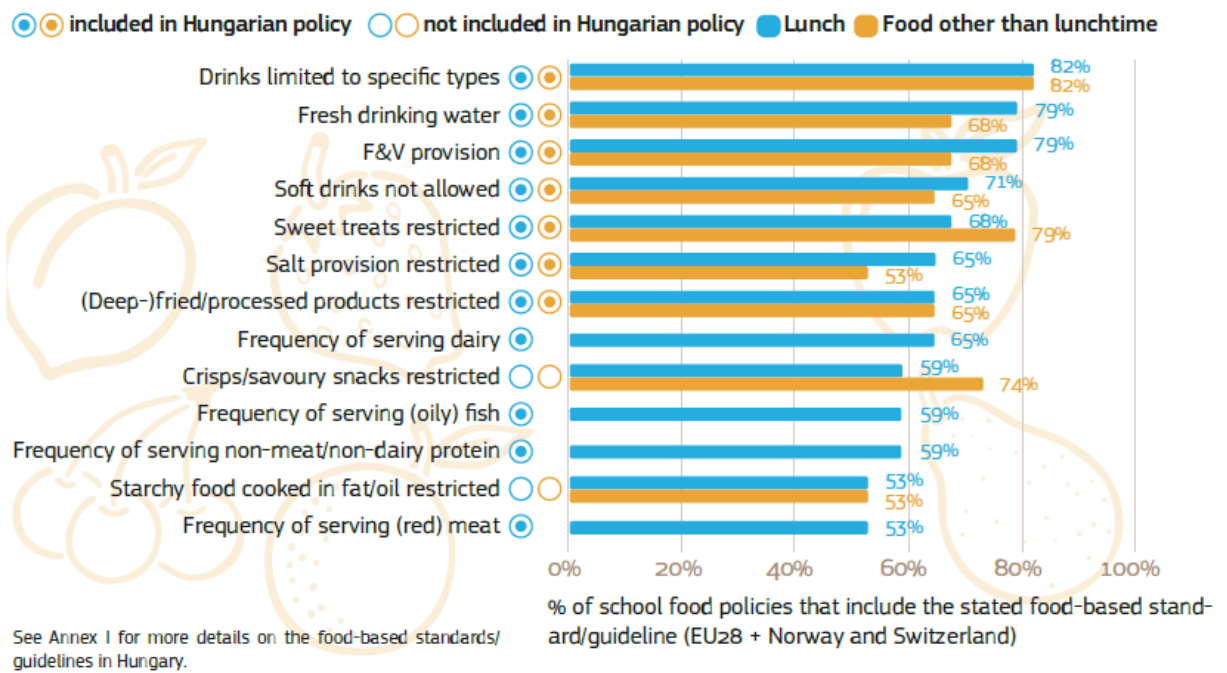 included in Hungarian policy not included in Hungarian policy Lunch Food other than lunchtime
Drinks limited to specific types 82%
82%
Fresh drinking water 79%
68%
F&V provision 79%
68%
Soft drinks not allowed 71%
65%
Sweet treats restricted 68%
79%
Salt provision restricted 65%
53%
(Deep-)fried/processed products restricted 65%
65%
Frequency of serving dairy 65%
Crisps/savoury snacks restricted 59%
74%
Frequency of serving (oily) fish 59%
Frequency of serving non-meat/non-dairy protein 59%
Starchy food cooked in fat/oil restricted 53%
53%
Frequency of serving (red) meat 53%
0% 20% 40% 60% 80% 100%
% of school food policies that include the stated food-based stand-
ard/guideline (EU28 + Norway and Switzerland)
See Annex I for more details on the food-based standards/
guidelines in Hungary.